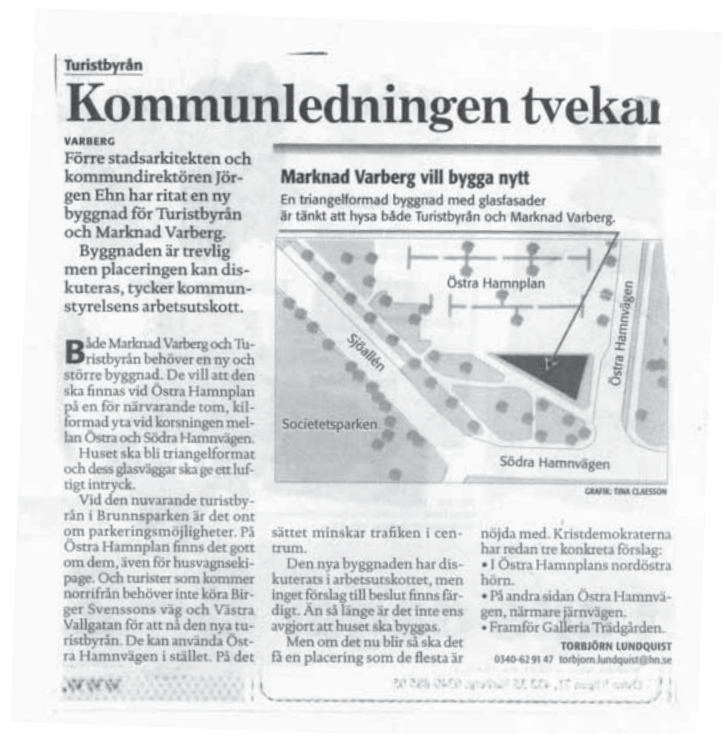 Turistbyrån
Kommunledningen tvekar
VARBERG
Förre stadsarkitekten och
kommundirektören Jör-
gen Ehn har ritat en ny
byggnad för Turistbyrån
och Marknad Varberg.
Byggnaden är trevlig
men placeringen kan dis-
kuteras, tycker kommun-
styrelsens arbetsutskott.
Både Marknad Varberg och Tu-
ristbyrån behöver en ny och
större byggnad. De vill att den
ska finnas vid Östra Hamnplan
på en för närvarande tom, kil-
formad yta vid korsningen mel-
lan Östra och Södra Hamnvägen.
Huset ska bli triangelformat
och dess glasväggar ska ge ett luf-
tigt intryck.
Vid den nuvarande turistby-
rån i Brunnsparken är det ont
om parkeringsmöjligheter. På
Östra Hamnplan finns det gott
om dem, även för husvagnseki-
page. Och turister som kommer
norrifrån behöver inte köra Bir-
ger Svenssons väg och Västra
Vallgatan för att nå den nya tu-
ristbyrån. De kan använda Öst-
ra Hamnvägen i stället. På det
Marknad Varberg vill bygga nytt
En triangelformad byggnad med glasfasader
är tänkt att hysa både Turistbyrån och Marknad Varberg.
Östra Hamnplan
Östra Hamnvägen
Sjöallén
Societetsparken
Södra Hamnvägen
GRAFIK: TINA CLAESSON
sättet minskar trafiken i cen-
trum.
Den nya byggnaden har dis-
kuterats i arbetsutskottet, men
inget förslag till beslut finns fär-
digt. Än så länge är det inte ens
avgjort att huset ska byggas.
Men om det nu blir så ska det
få en placering som de flesta är
nöjda med. Kristdemokraterna
har redan tre konkreta förslag:
• I Östra Hamnplans nordöstra
hörn.
• På andra sidan Östra Hamnvä-
gen, närmare järnvägen.
• Framför Galleria Trädgården.
TORBJÖRN LUNDQUIST
0340-62 91 47 torbjorn.lundquist@hn.se
www.